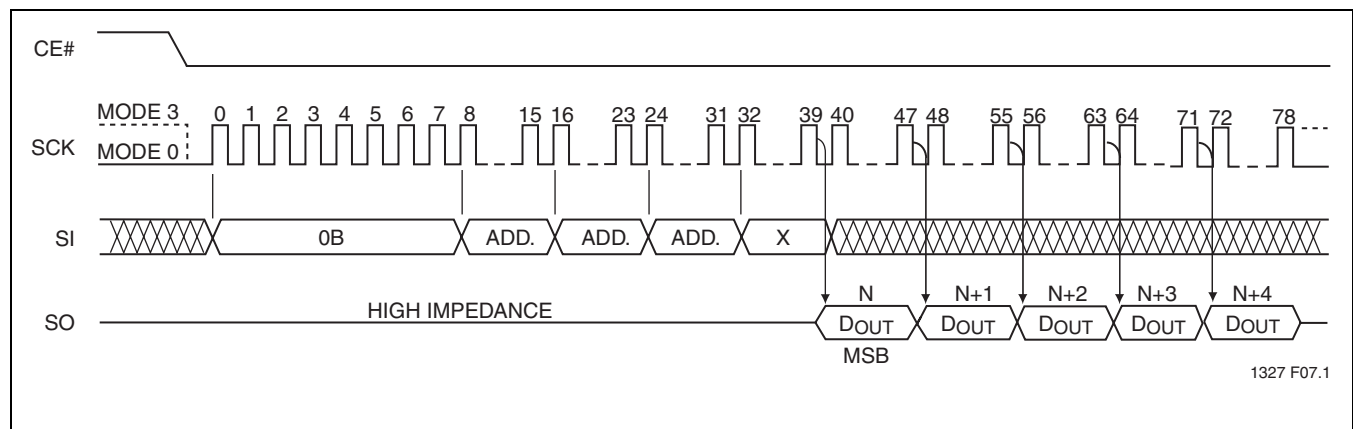 CE#
MODE 3
0 1 2 3 4 5 6 7 8 15 16 23 24 31 32 39 40 47 48 55 56 63 64 71 72 78
SCK
MODE 0
SI
0B ADD. ADD. ADD. X
N N+1 N+2 N+3 N+4
HIGH IMPEDANCE
SO
DOUT DOUT DOUT DOUT DOUT
MSB
1327 F07.1